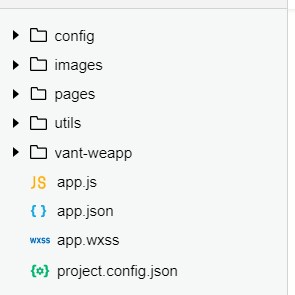 config
images
pages
utils
vant-weapp
JS app.js
{ } app.json
wxss app.wxss
{} project.config.json